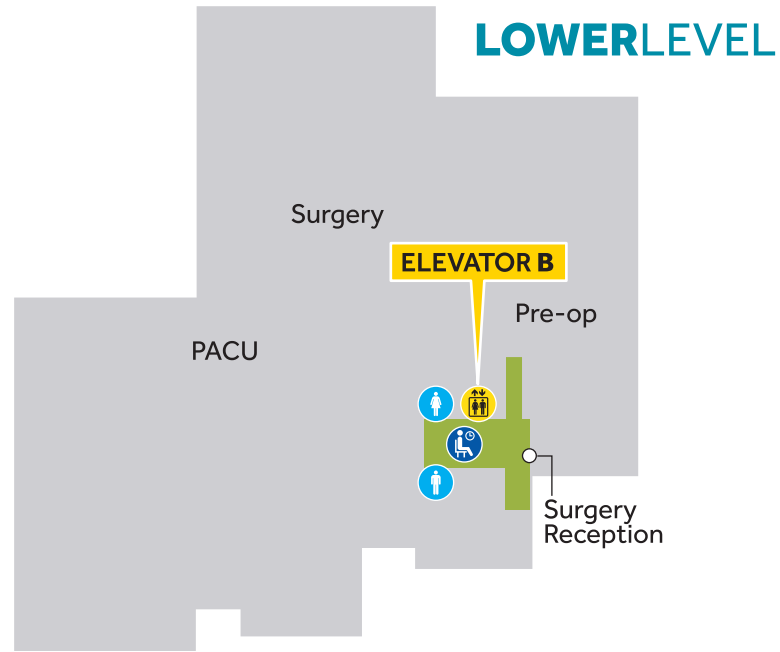 LOWERLEVEL
Surgery
ELEVATOR B
Pre-op
PACU
Surgery
Reception